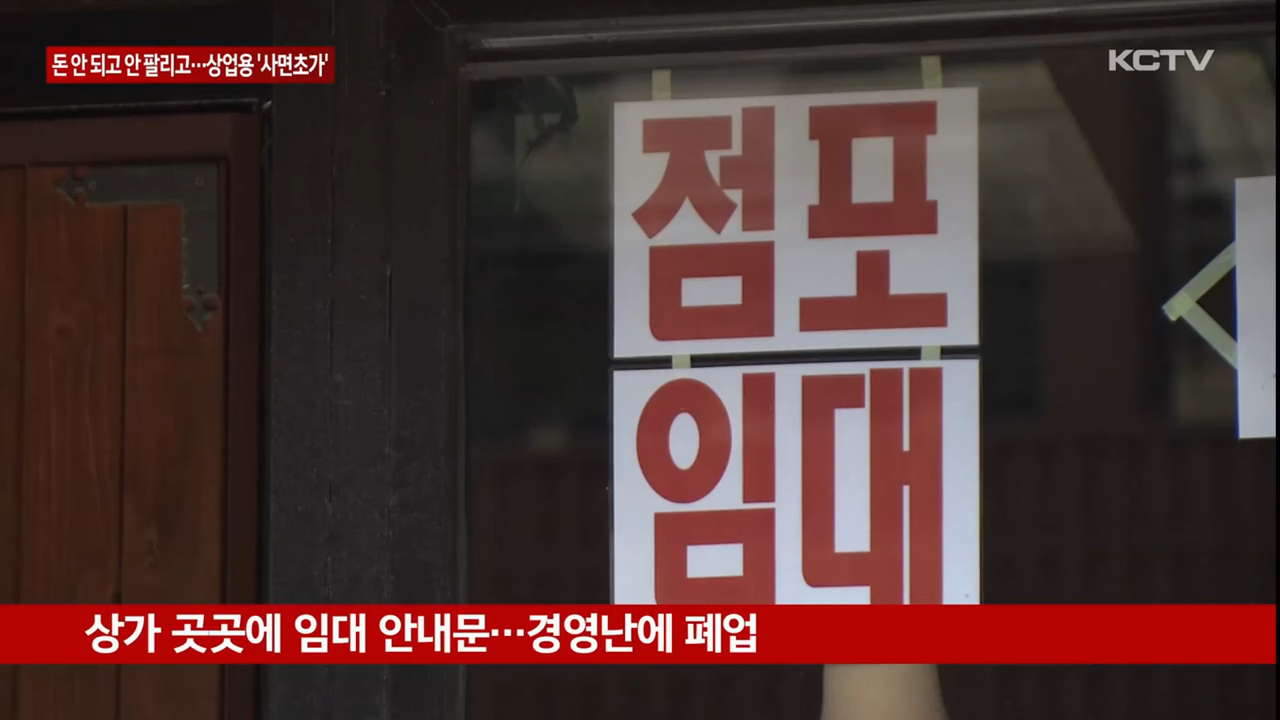 돈 안 되고 안 팔리고…상업용 '사면초가'
KCTV
점포
임대
상가 곳곳에 임대 안내문…경영난에 폐업